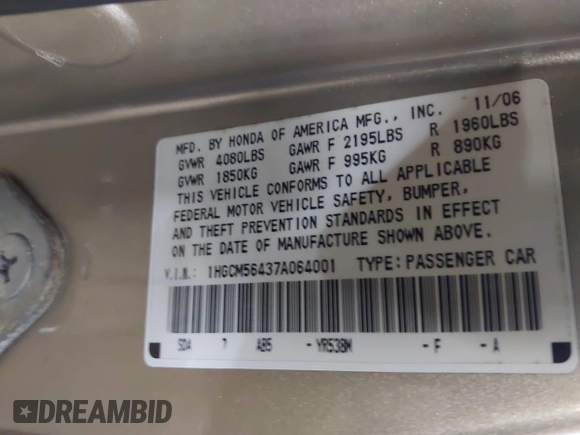 MFD. BY HONDA OF AMERICA MFG., INC. 11/06
GVWR 4080LBS GAWR F 2195LBS R 1960LBS
GVWR 1850KG GAWR F 995KG R 890KG
THIS VEHICLE CONFORMS TO ALL APPLICABLE
FEDERAL MOTOR VEHICLE SAFETY, BUMPER,
AND THEFT PREVENTION STANDARDS IN EFFECT
ON THE DATE OF MANUFACTURE SHOWN ABOVE.
V.I.N.: 1HGCM56437A064001 TYPE: PASSENGER CAR
SDA 7 AB5 - YR538M - F - A
DREAMBID